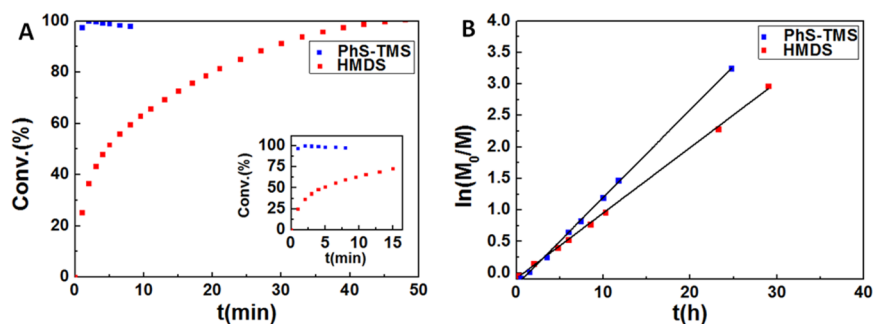 A
100
80
60
40
20
0
Conv.(%)
0 10 20 30 40 50
t(min)
PhS-TMS
HMDS
100
75
50
25
0
Conv.(%)
0 5 10 15
t(min)
B
4.0
3.5
3.0
2.5
2.0
1.5
1.0
0.5
0.0
ln(M₀/M)
0 10 20 30 40
t(h)
PhS-TMS
HMDS